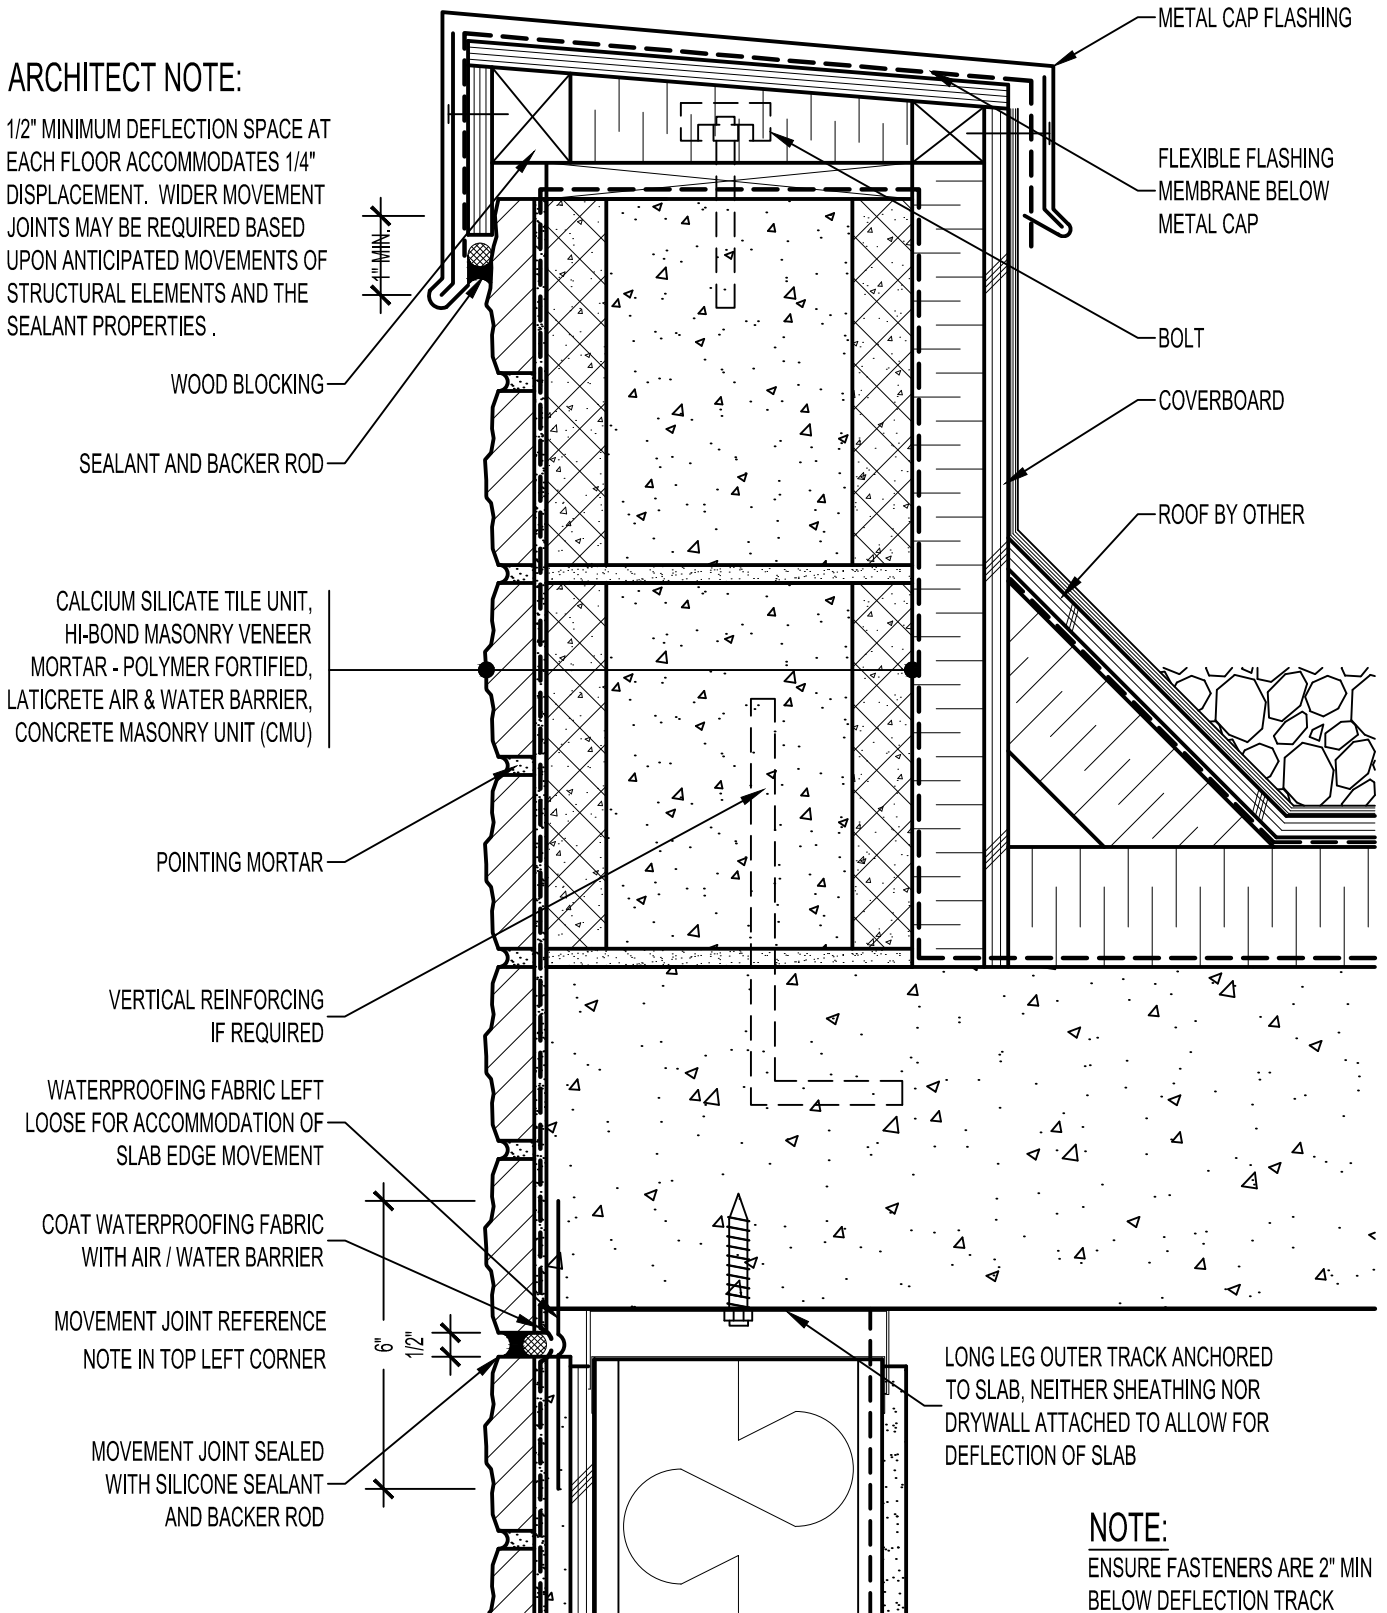 METAL CAP FLASHING
ARCHITECT NOTE:
1/2" MINIMUM DEFLECTION SPACE AT
EACH FLOOR ACCOMMODATES 1/4"
DISPLACEMENT. WIDER MOVEMENT
JOINTS MAY BE REQUIRED BASED
UPON ANTICIPATED MOVEMENTS OF
STRUCTURAL ELEMENTS AND THE
SEALANT PROPERTIES .
FLEXIBLE FLASHING
MEMBRANE BELOW
METAL CAP
1" MIN.
BOLT
WOOD BLOCKING
COVERBOARD
SEALANT AND BACKER ROD
ROOF BY OTHER
CALCIUM SILICATE TILE UNIT,
HI-BOND MASONRY VENEER
MORTAR - POLYMER FORTIFIED,
LATICRETE AIR & WATER BARRIER,
CONCRETE MASONRY UNIT (CMU)
POINTING MORTAR
VERTICAL REINFORCING
IF REQUIRED
WATERPROOFING FABRIC LEFT
LOOSE FOR ACCOMMODATION OF
SLAB EDGE MOVEMENT
COAT WATERPROOFING FABRIC
WITH AIR / WATER BARRIER
MOVEMENT JOINT REFERENCE
NOTE IN TOP LEFT CORNER
6"
1/2"
LONG LEG OUTER TRACK ANCHORED
TO SLAB, NEITHER SHEATHING NOR
DRYWALL ATTACHED TO ALLOW FOR
DEFLECTION OF SLAB
MOVEMENT JOINT SEALED
WITH SILICONE SEALANT
AND BACKER ROD
NOTE:
ENSURE FASTENERS ARE 2" MIN
BELOW DEFLECTION TRACK